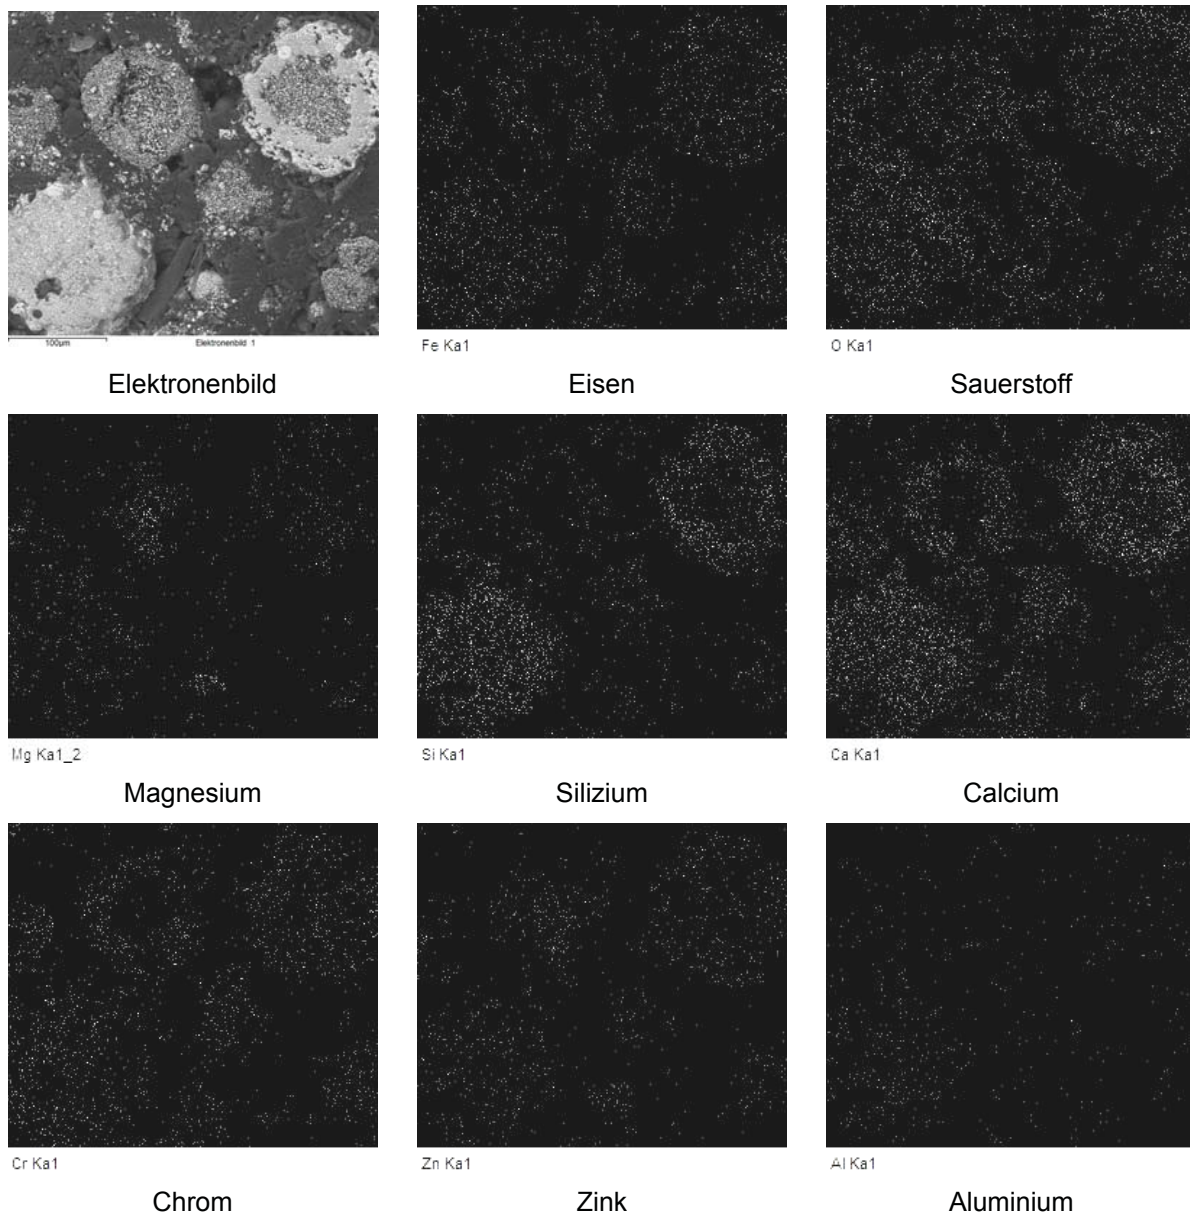 100µm Elektronenbild 1
Fe Ka1
O Ka1
Elektronenbild
Eisen
Sauerstoff
Mg Ka1_2
Si Ka1
Ca Ka1
Magnesium
Silizium
Calcium
Cr Ka1
Zn Ka1
Al Ka1
Chrom
Zink
Aluminium